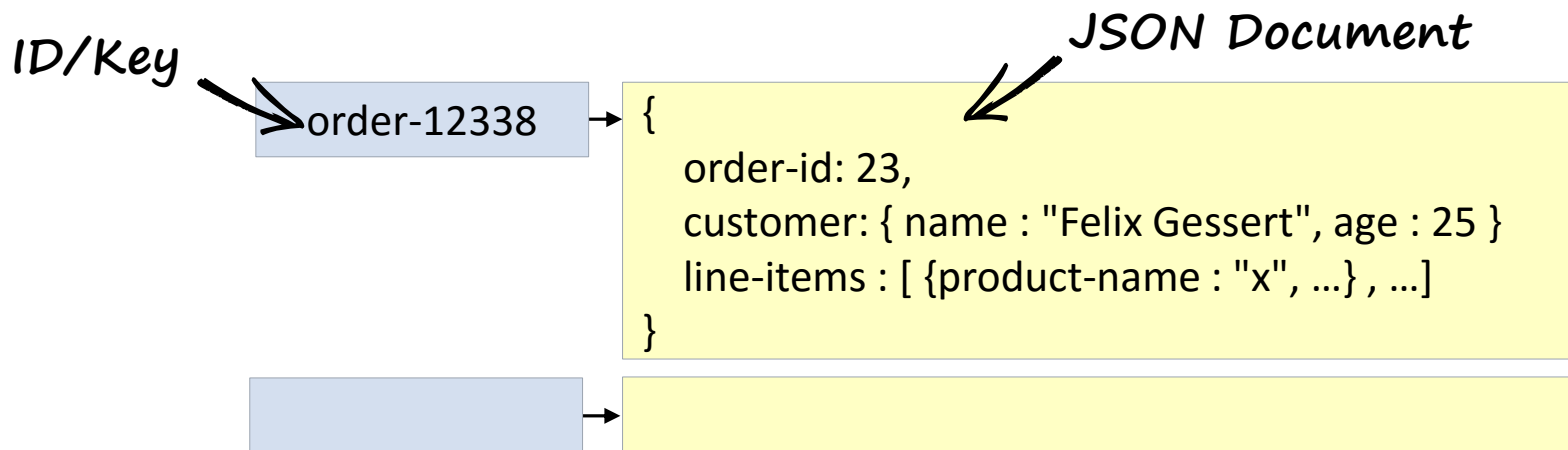 ID/Key
JSON Document
order-12338
{
order-id: 23,
customer: { name : "Felix Gessert", age : 25 }
line-items : [ {product-name : "x", …} , …]
}